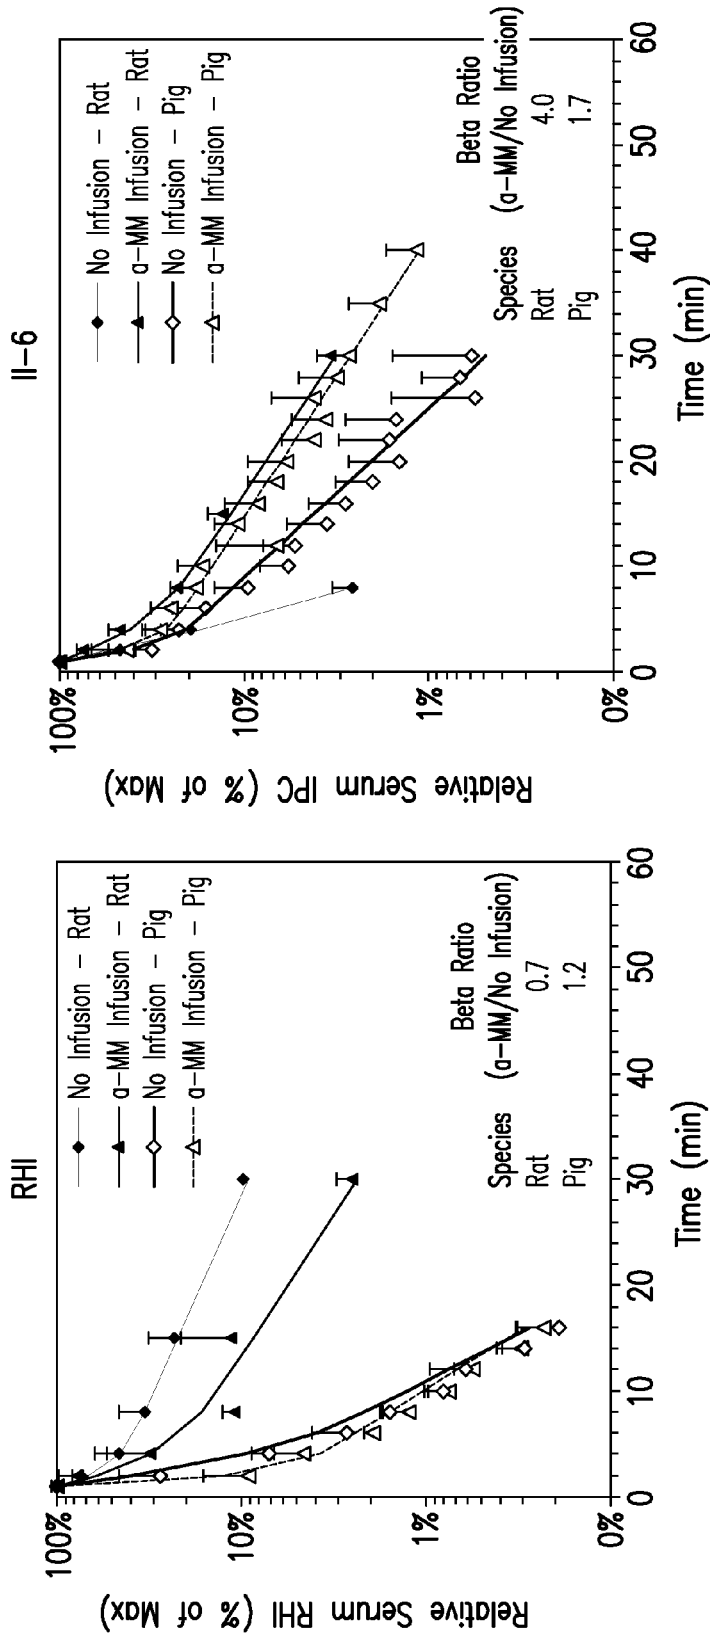 RHI
Relative Serum RHI (% of Max)
100%
10%
1%
0%
0
10
20
30
40
50
60
Time (min)
No Infusion – Rat
a–MM Infusion – Rat
No Infusion – Pig
a–MM Infusion – Pig
Beta Ratio
Species (a–MM/No Infusion)
Rat 0.7
Pig 1.2
II–6
Relative Serum IPC (% of Max)
100%
10%
1%
0%
0
10
20
30
40
50
60
Time (min)
No Infusion – Rat
a–MM Infusion – Rat
No Infusion – Pig
a–MM Infusion – Pig
Beta Ratio
Species (a–MM/No Infusion)
Rat 4.0
Pig 1.7